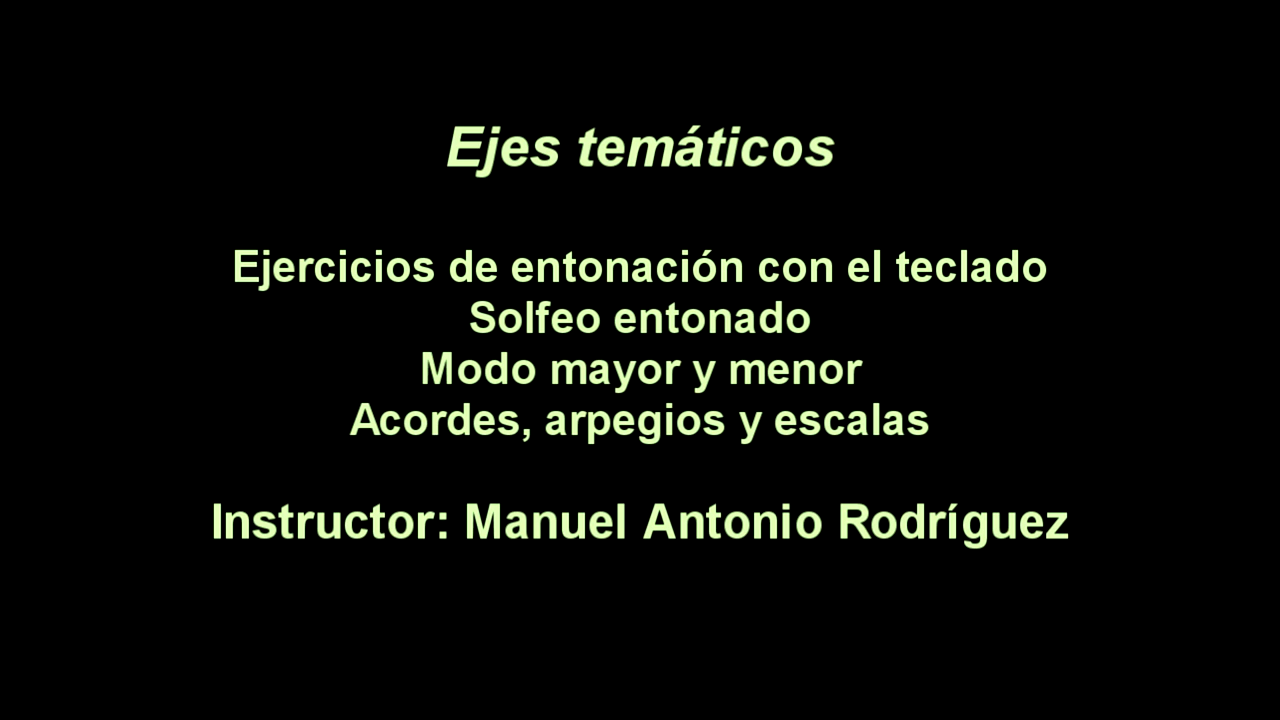 Ejes temáticos
Ejercicios de entonación con el teclado
Solfeo entonado
Modo mayor y menor
Acordes, arpegios y escalas
Instructor: Manuel Antonio Rodríguez